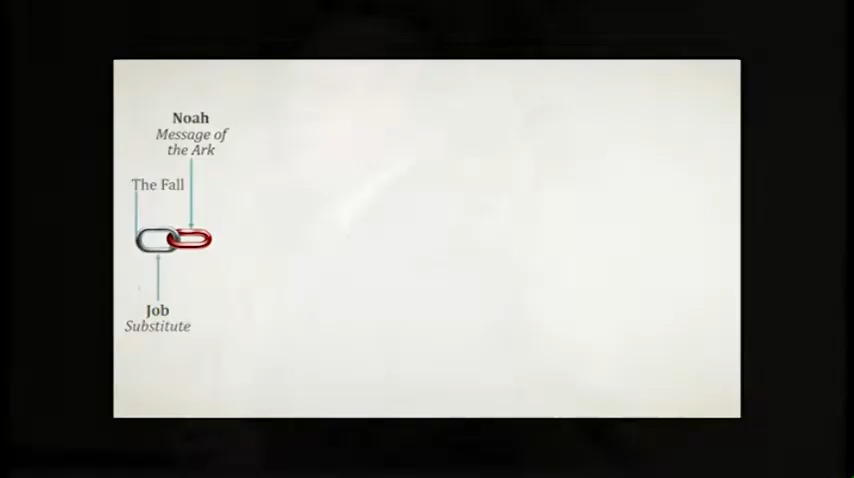 Noah
Message of
the Ark
The Fall
Job
Substitute